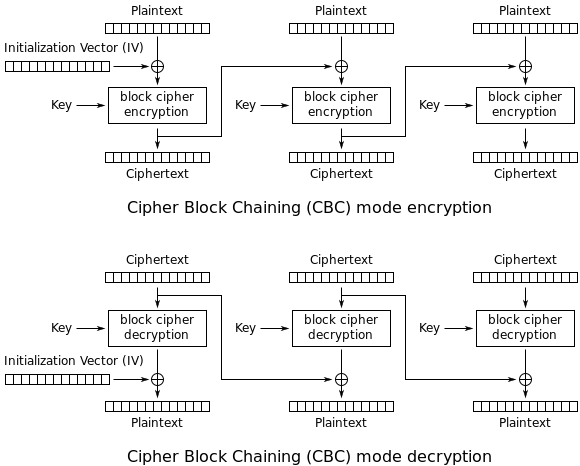 Plaintext Plaintext Plaintext
Initialization Vector (IV)
Key block cipher encryption Key block cipher encryption Key block cipher encryption
Ciphertext Ciphertext Ciphertext
Cipher Block Chaining (CBC) mode encryption
Ciphertext Ciphertext Ciphertext
Key block cipher decryption Key block cipher decryption Key block cipher decryption
Initialization Vector (IV)
Plaintext Plaintext Plaintext
Cipher Block Chaining (CBC) mode decryption